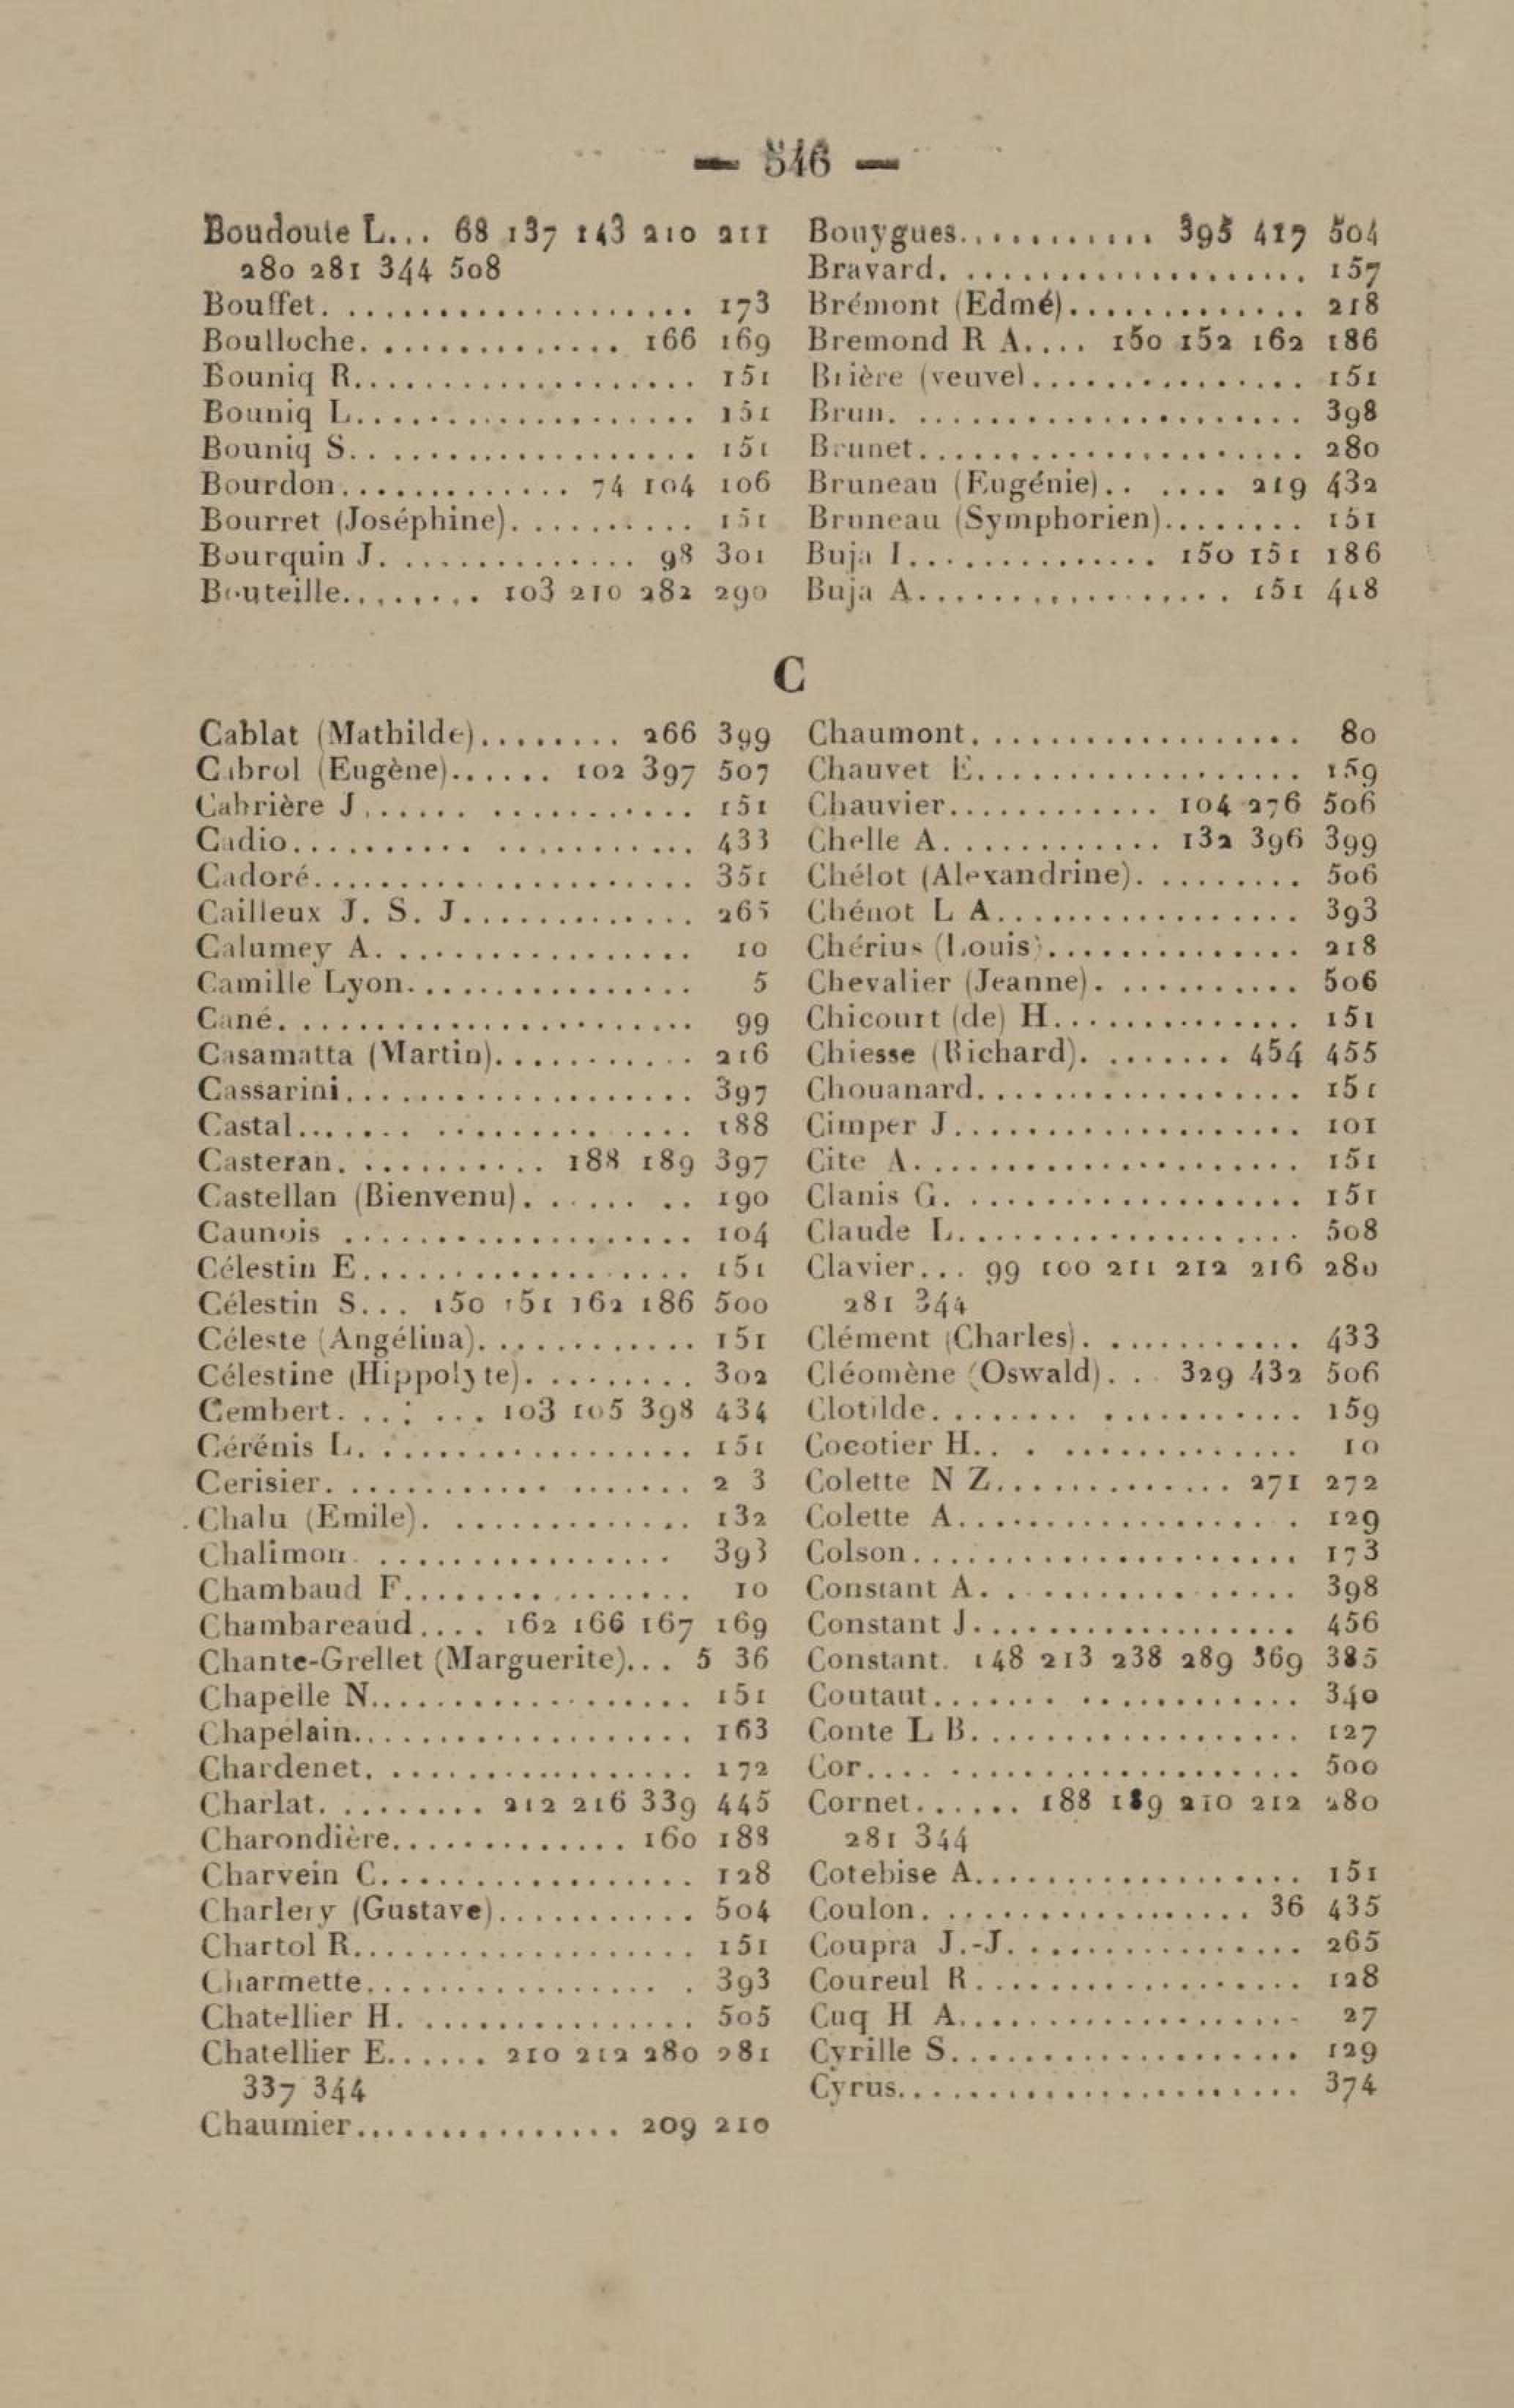 — 546 —
Boudoute L... 68 137 143 210 211
280 281 344 508
Bouffet. ................... 173
Boulloche. .............. 166 169
Bouniq R.................... 151
Bouniq L.................... 151
Bouniq S. .................. 151
Bourdon............. 74 104 106
Bourret (Joséphine)........... 151
Bourquin J. .............. 98 301
Bouteille......... 103 210 282 290
Bouygues............ 395 417 504
Bravard. ................... 157
Brémont (Edmé)............. 218
Bremond R A.... 150 152 162 186
Brière (veuve)............... 151
Brun. ...................... 398
Brunet...................... 280
Bruneau (Eugénie).. .... 219 432
Bruneau (Symphorien)........ 151
Buja I............... 150 151 186
Buja A.................. 151 418
C
Cablat (Mathilde)........ 266 399
Cabrol (Eugène)...... 102 397 507
Cabrière J...... ............ 151
Cadio........... ............ 433
Cadoré...................... 351
Cailleux J. S. J............. 265
Calumey A. ................. 10
Camille Lyon................ 5
Cané. ...................... 99
Casamatta (Martin)........... 216
Cassarini................... 397
Castal....... ............... 188
Casteran. .......... 188 189 397
Castellan (Bienvenu). ...... .. 190
Caunois ................... 104
Célestin E.................. 151
Célestin S... 150 151 162 186 500
Céleste (Angélina)............ 151
Célestine (Hippolyte)......... 302
Cembert. ..: ... 103 105 398 434
Cérénis L. ................. 151
Cerisier. .......... ....... 2 3
Chalu (Emile). ............. 132
Chalimon. ................ 393
Chambaud F................ 10
Chambareaud.... 162 166 167 169
Chante-Grellet (Marguerite)... 5 36
Chapelle N.................. 151
Chapelain................... 163
Chardenet. ................. 172
Charlat. ......... 212 216 339 445
Charondière............. 160 188
Charvein C.................. 128
Charlery (Gustave)............ 504
Chartol R................... 151
Charmette................ . 393
Chatellier H. ............... 505
Chatellier E...... 210 212 280 281
337 344
Chaumier............... 209 210
Chaumont. ................. 80
Chauvet E.................. 159
Chauvier............ 104 276 506
Chelle A............. 132 396 399
Chélot (Alexandrine). ........ 506
Chénot L A................. 393
Chérius (Louis).............. 218
Chevalier (Jeanne). .......... 506
Chicourt (de) H.............. 151
Chiesse (Richard). ....... 454 455
Chouanard.................. 151
Cimper J................... 101
Cite A..................... 151
Clanis G. .................. 151
Claude L................... 508
Clavier... 99 100 211 212 216 280
281 344
Clément (Charles). ........... 433
Cléomène (Oswald). .. 329 432 506
Clotilde........ ........... 159
Cocotier H.. . ............. 10
Colette N Z............. 271 272
Colette A................. . 129
Colson..................... 173
Constant A. ................ 398
Constant J.................. 456
Constant. 148 213 238 289 369 385
Coutaut....... ............ 340
Conte L B................... 127
Cor.... ................... 500
Cornet...... 188 189 210 212 280
281 344
Cotebise A.................. 151
Coulon. ................. 36 435
Coupra J.-J. ............... 265
Coureul R.................. 128
Cuq H A................... 27
Cyrille S................... 129
Cyrus...................... 374